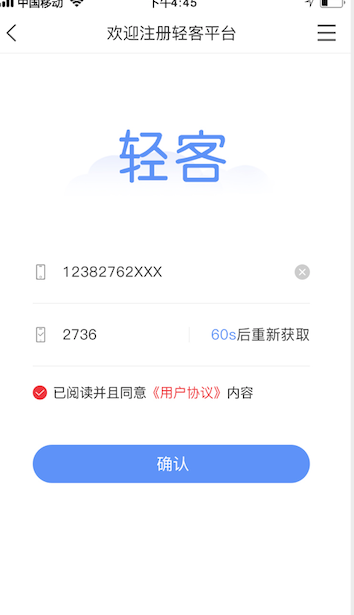 中国移动 下午4:45
欢迎注册轻客平台
轻客
12382762XXX
2736 60s后重新获取
已阅读并且同意《用户协议》内容
确认